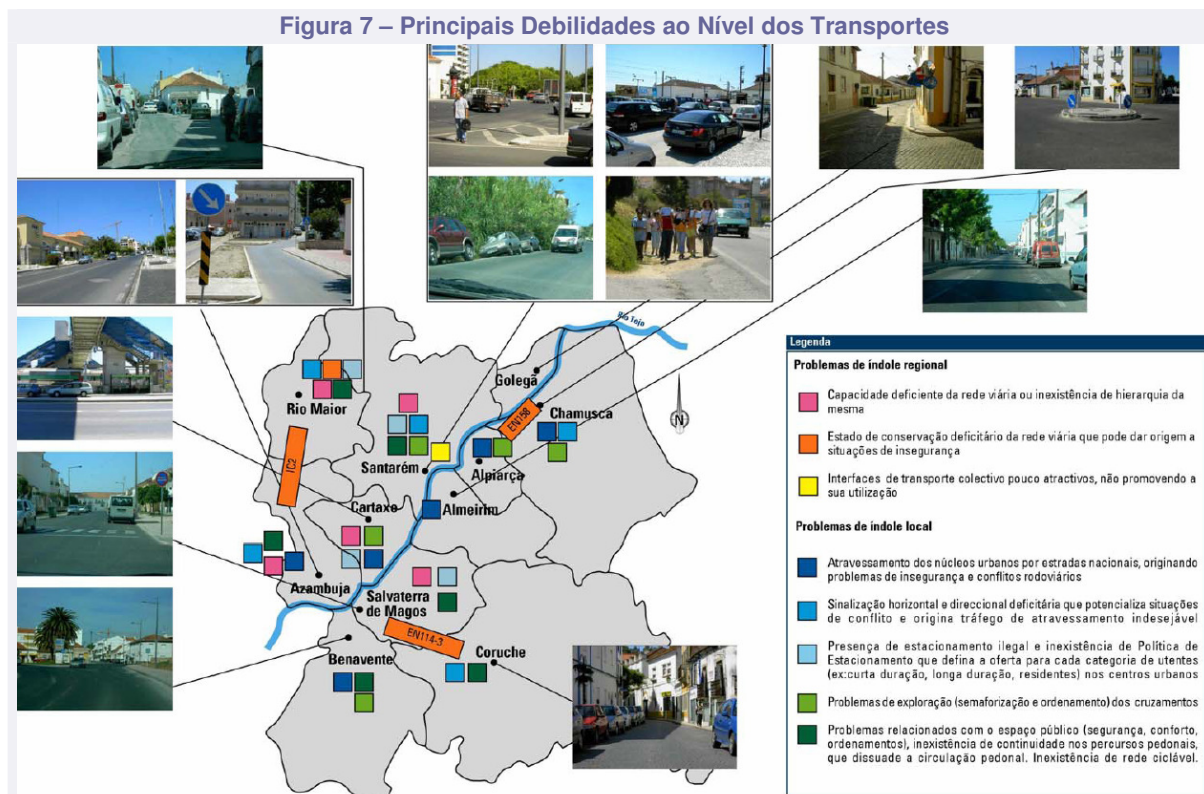 Figura 7 – Principais Debilidades ao Nível dos Transportes
Rio Tejo
Golegã
Rio Maior
EN158
Chamusca
N
IC2
Santarém
Alpiarça
Cartaxo
Almeirim
Azambuja
Salvaterra
de Magos
EN114-3
Benavente
Coruche
Legenda
Problemas de índole regional
Capacidade deficiente da rede viária ou inexistência de hierarquia da
mesma
Estado de conservação deficitário da rede viária que pode dar origem a
situações de insegurança
Interfaces de transporte colectivo pouco atractivos, não promovendo a
sua utilização
Problemas de índole local
Atravessamento dos núcleos urbanos por estradas nacionais, originando
problemas de insegurança e conflitos rodoviários
Sinalização horizontal e direccional deficitária que potencializa situações
de conflito e origina tráfego de atravessamento indesejável
Presença de estacionamento ilegal e inexistência de Política de
Estacionamento que defina a oferta para cada categoria de utentes
(ex:curta duração, longa duração, residentes) nos centros urbanos
Problemas de exploração (semaforização e ordenamento) dos cruzamentos
Problemas relacionados com o espaço público (segurança, conforto,
ordenamentos), inexistência de continuidade nos percursos pedonais,
que dissuade a circulação pedonal. Inexistência de rede ciclável.